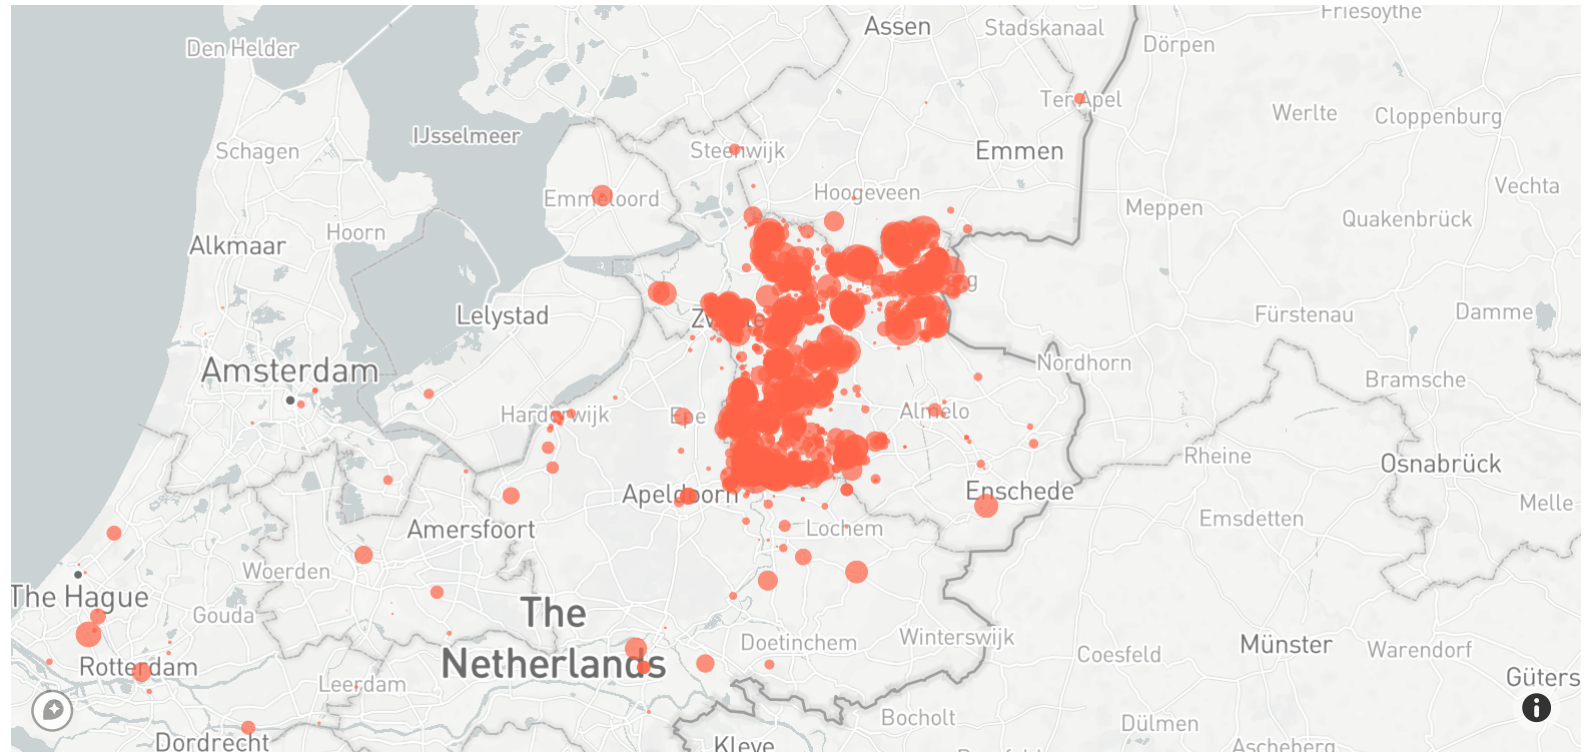 Friesoythe
Assen
Stadskanaal
Den Helder
Dörpen
Ter Apel
Werlte
Cloppenburg
IJsselmeer
Schagen
Steenwijk
Emmen
Emmeloord
Hoogeveen
Vechta
Meppen
Quakenbrück
Hoorn
Alkmaar
Lelystad
Fürstenau
Damme
Amsterdam
Nordhorn
Bramsche
Harderwijk
Epe
Almelo
Rheine
Osnabrück
Apeldoorn
Enschede
Melle
Amersfoort
Lochem
Emsdetten
Woerden
The Hague
Gouda
The
Netherlands
Doetinchem
Winterswijk
Münster
Coesfeld
Warendorf
Rotterdam
Leerdam
Güters
Bocholt
Dülmen
Dordrecht
Kleve
Ascheberg